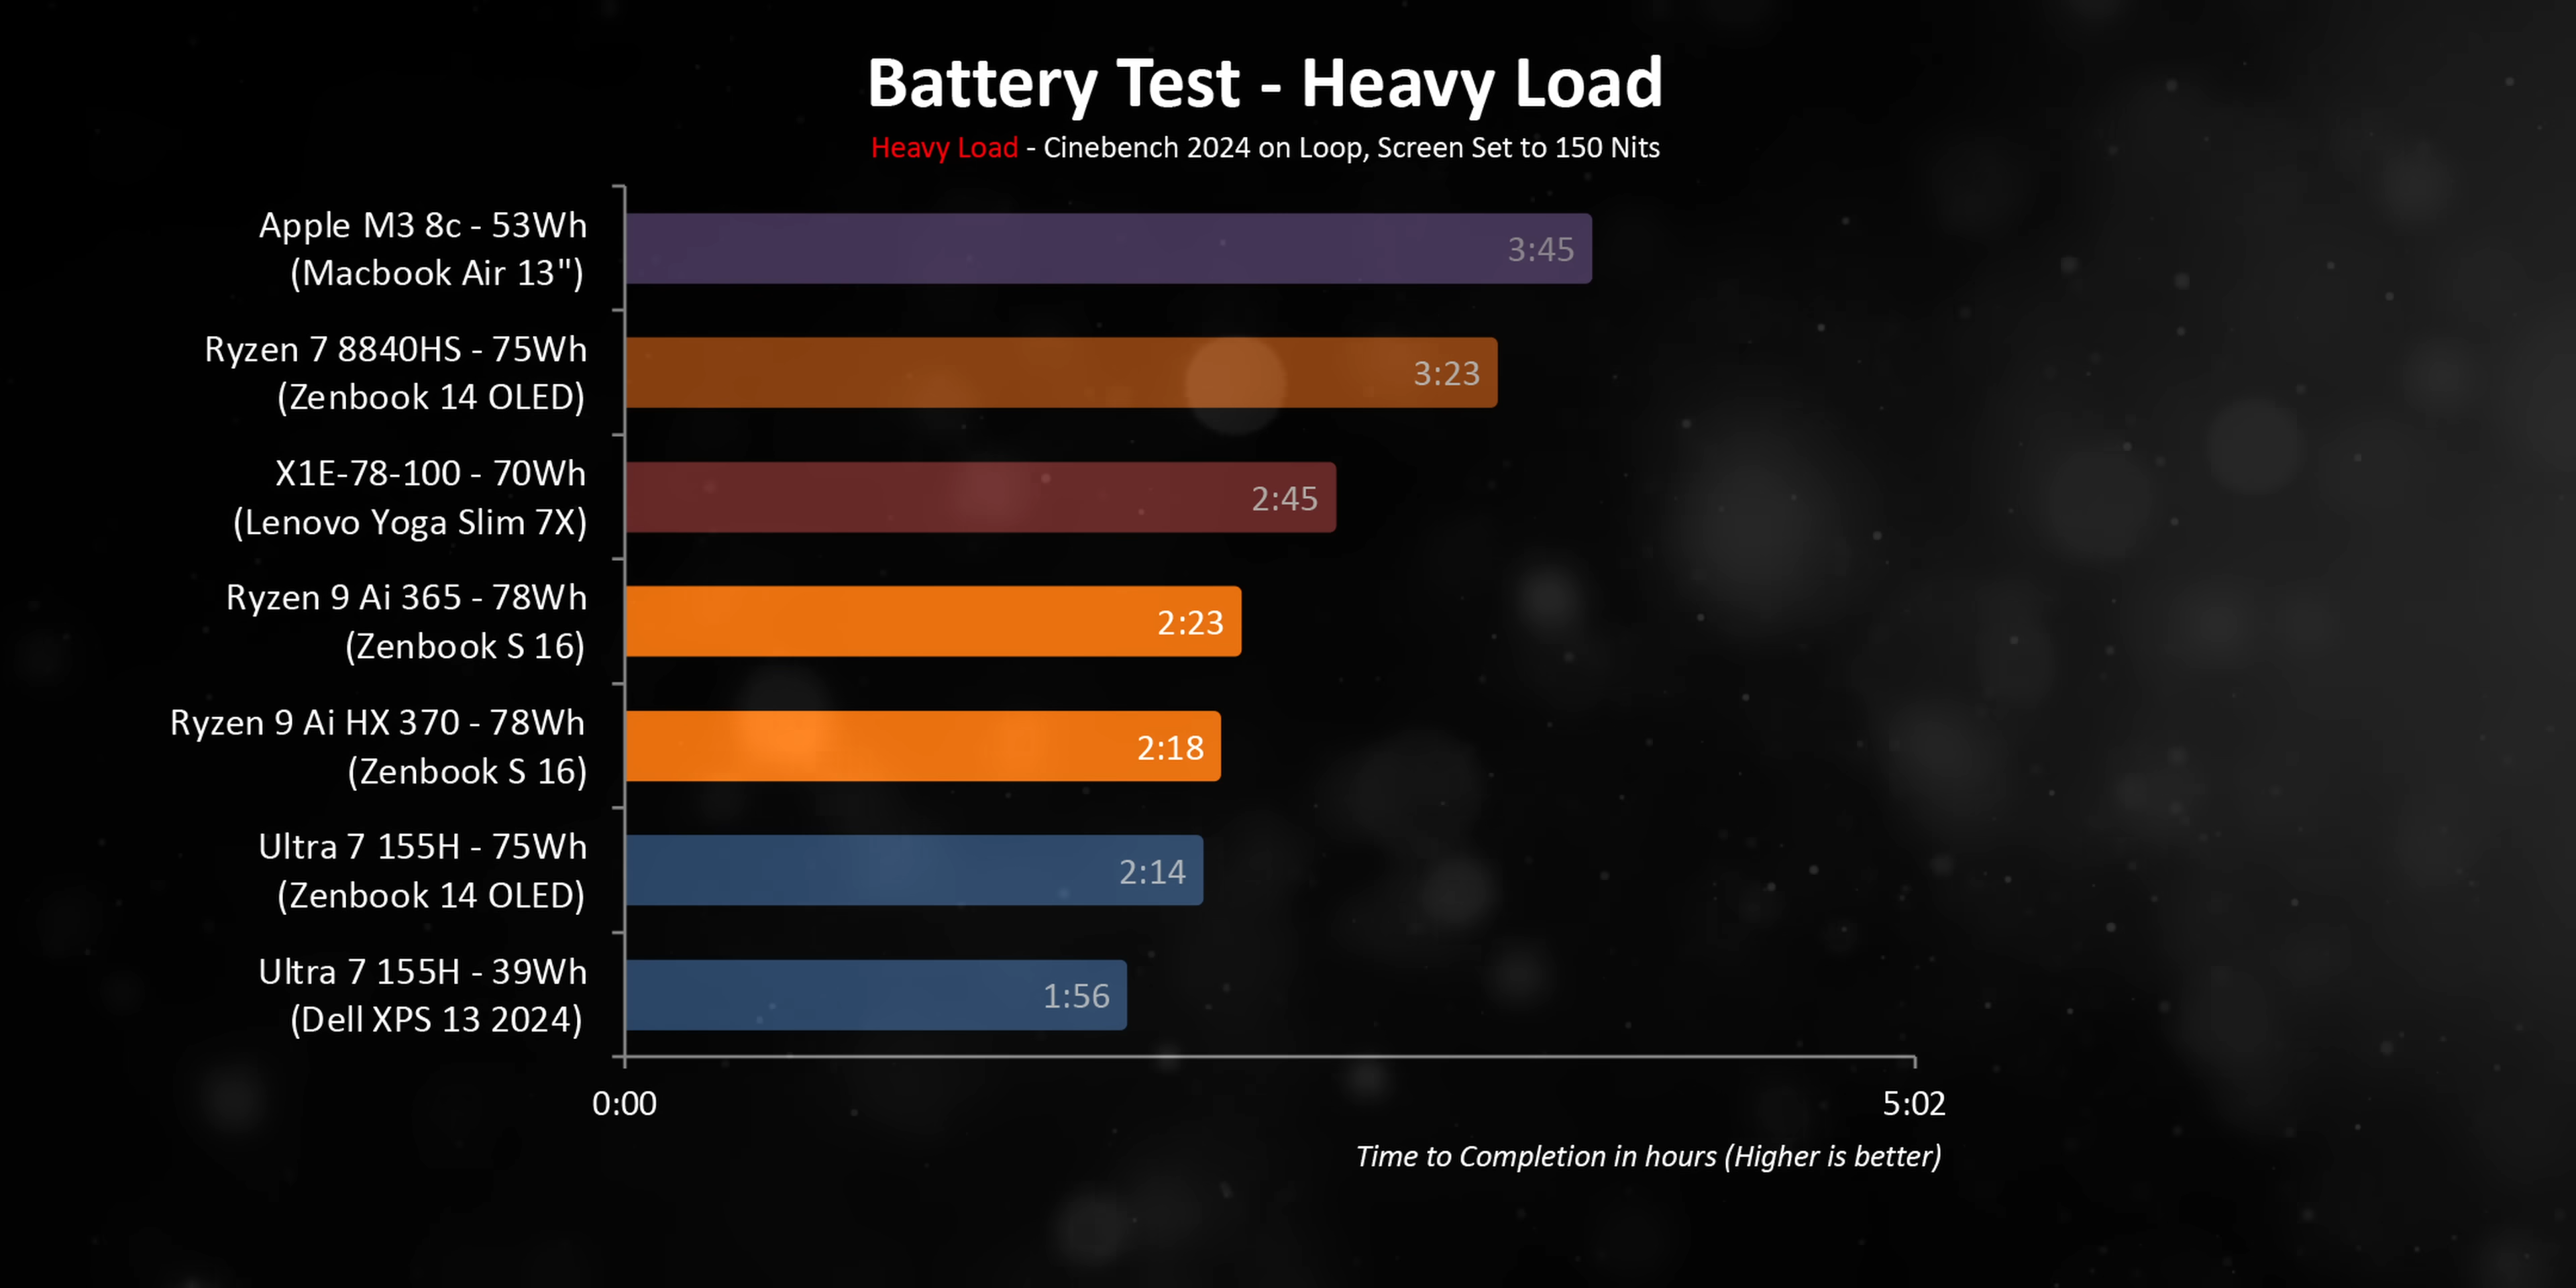 Battery Test - Heavy Load
Heavy Load - Cinebench 2024 on Loop, Screen Set to 150 Nits
Apple M3 8c - 53Wh
(Macbook Air 13")
3:45
Ryzen 7 8840HS - 75Wh
(Zenbook 14 OLED)
3:23
X1E-78-100 - 70Wh
(Lenovo Yoga Slim 7X)
2:45
Ryzen 9 Ai 365 - 78Wh
(Zenbook S 16)
2:23
Ryzen 9 Ai HX 370 - 78Wh
(Zenbook S 16)
2:18
Ultra 7 155H - 75Wh
(Zenbook 14 OLED)
2:14
Ultra 7 155H - 39Wh
(Dell XPS 13 2024)
1:56
0:00
5:02
Time to Completion in hours (Higher is better)